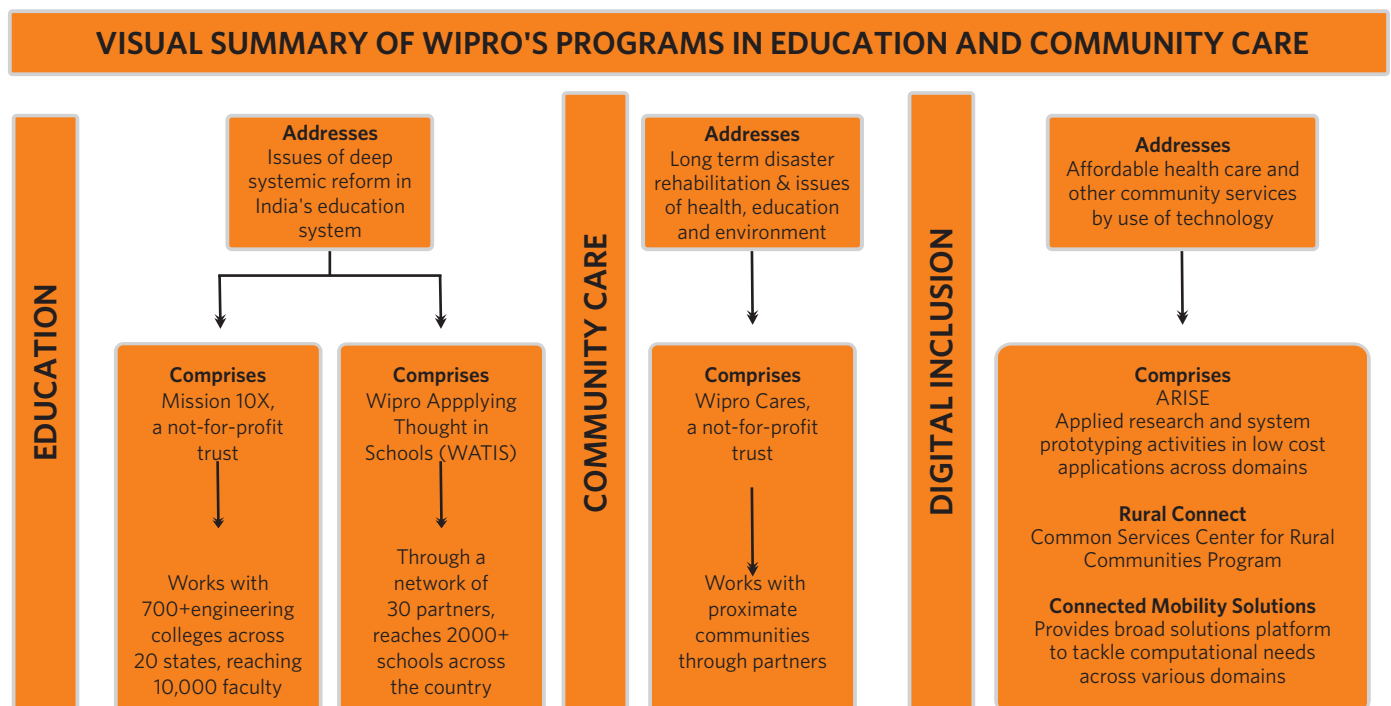 VISUAL SUMMARY OF WIPRO'S PROGRAMS IN EDUCATION AND COMMUNITY CARE
EDUCATION
Addresses
Issues of deep
systemic reform in
India's education
system
Comprises
Mission 10X,
a not-for-profit
trust
Works with
700+engineering
colleges across
20 states, reaching
10,000 faculty
Comprises
Wipro Appplying
Thought in
Schools (WATIS)
Through a
network of
30 partners,
reaches 2000+
schools across
the country
COMMUNITY CARE
Addresses
Long term disaster
rehabilitation & issues
of health, education
and environment
Comprises
Wipro Cares,
a not-for-profit
trust
Works with
proximate
communities
through partners
DIGITAL INCLUSION
Addresses
Affordable health care and
other community services
by use of technology
Comprises
ARISE
Applied research and system
prototyping activities in low cost
applications across domains
Rural Connect
Common Services Center for Rural
Communities Program
Connected Mobility Solutions
Provides broad solutions platform
to tackle computational needs
across various domains